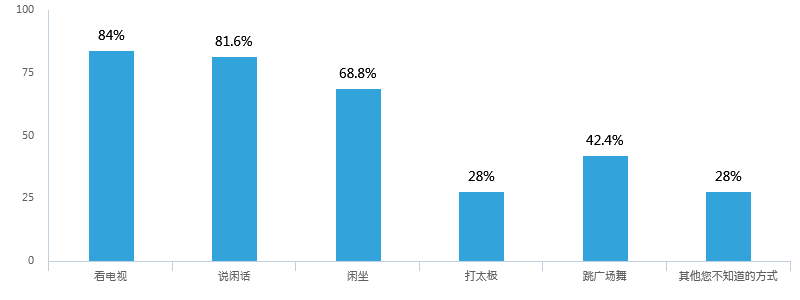 100
84%
81.6%
75
68.8%
50
42.4%
28%
28%
25
0
看电视
说闲话
闲坐
打太极
跳广场舞
其他您不知道的方式